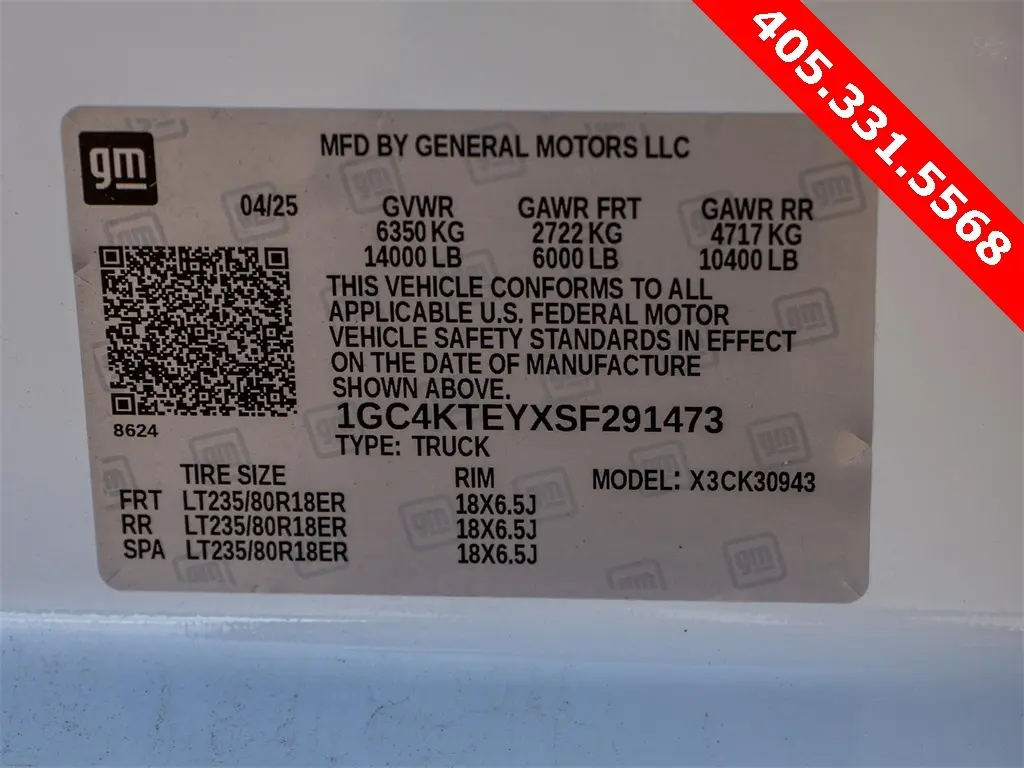 405.331.5568
gm
MFD BY GENERAL MOTORS LLC
04/25 GVWR GAWR FRT GAWR RR
6350 KG 2722 KG 4717 KG
14000 LB 6000 LB 10400 LB
THIS VEHICLE CONFORMS TO ALL
APPLICABLE U.S. FEDERAL MOTOR
VEHICLE SAFETY STANDARDS IN EFFECT
ON THE DATE OF MANUFACTURE
SHOWN ABOVE.
8624
1GC4KTEYXSF291473
TYPE: TRUCK
TIRE SIZE RIM MODEL: X3CK30943
FRT LT235/80R18ER 18X6.5J
RR LT235/80R18ER 18X6.5J
SPA LT235/80R18ER 18X6.5J